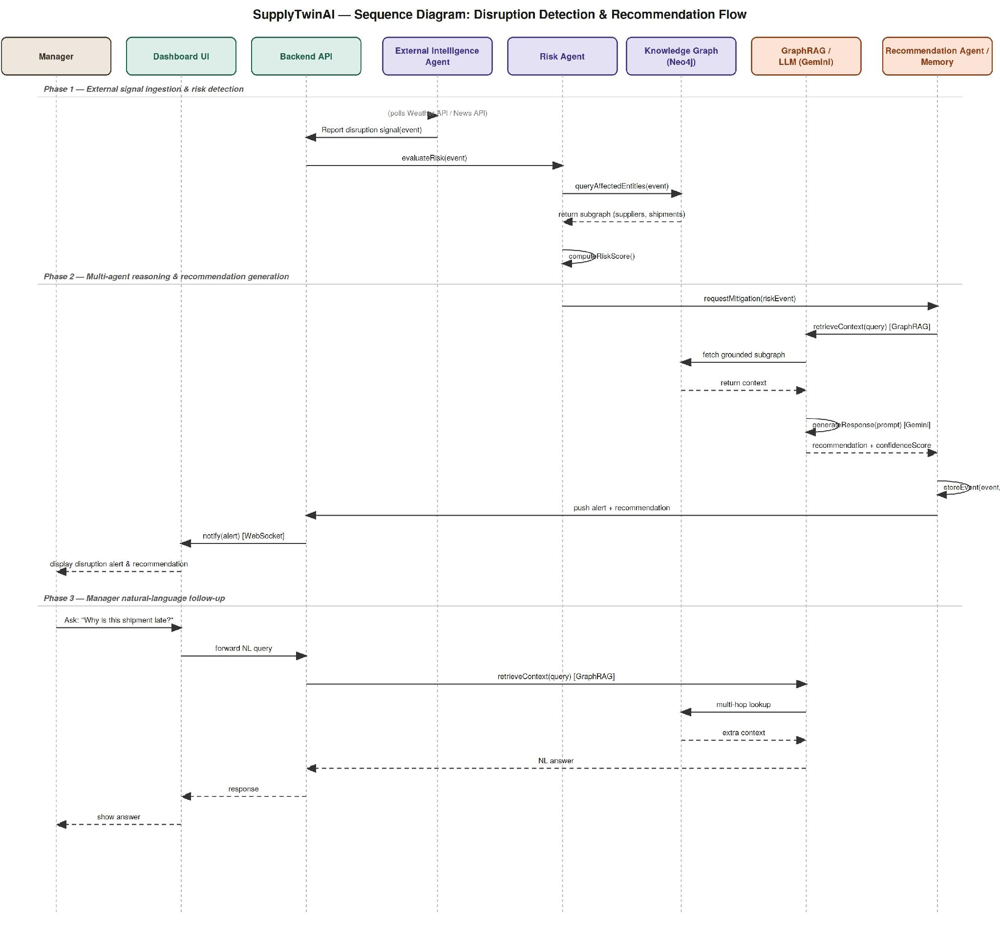 SupplyTwinAI — Sequence Diagram: Disruption Detection & Recommendation Flow
Manager
Dashboard UI
Backend API
External Intelligence
Agent
Risk Agent
Knowledge Graph
(Neo4j)
GraphRAG /
LLM (Gemini)
Recommendation Agent /
Memory
Phase 1 — External signal ingestion & risk detection
(polls Weather API / News API)
Report disruption signal(event)
evaluateRisk(event)
queryAffectedEntities(event)
return subgraph (suppliers, shipments)
computeRiskScore()
Phase 2 — Multi-agent reasoning & recommendation generation
requestMitigation(riskEvent)
retrieveContext(query) [GraphRAG]
fetch grounded subgraph
return context
generateResponse(prompt) [Gemini]
recommendation + confidenceScore
storeEvent(event,
push alert + recommendation
notify(alert) [WebSocket]
display disruption alert & recommendation
Phase 3 — Manager natural-language follow-up
Ask: "Why is this shipment late?"
forward NL query
retrieveContext(query) [GraphRAG]
multi-hop lookup
extra context
NL answer
response
show answer